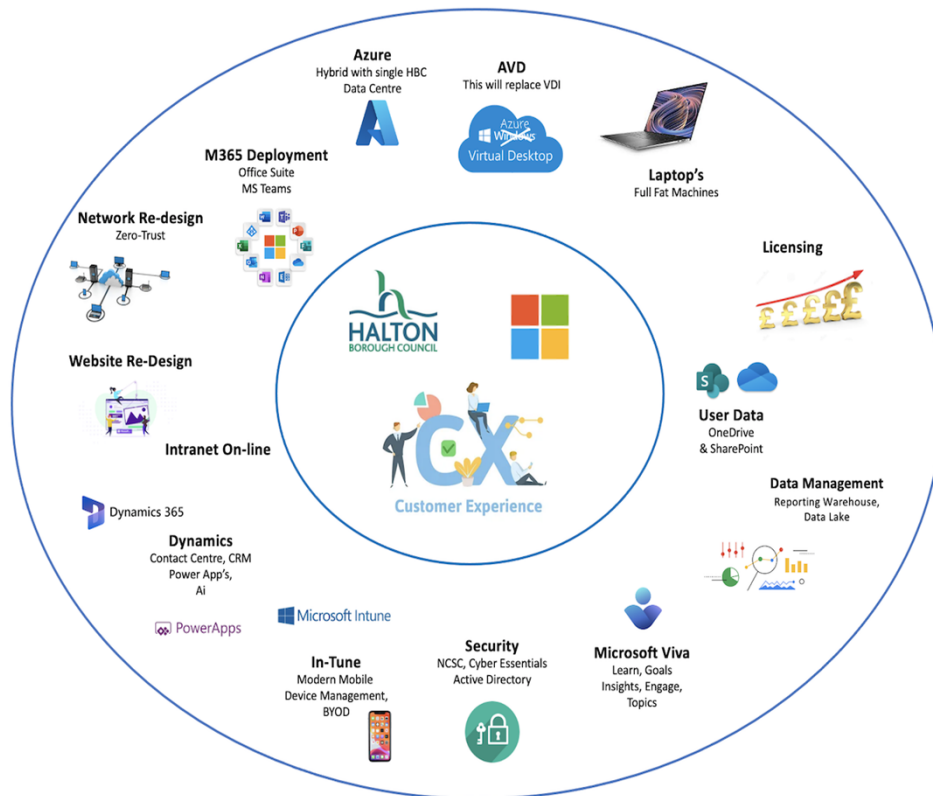 Azure
Hybrid with single HBC
Data Centre
AVD
This will replace VDI
Azure
Windows
Virtual Desktop
Laptop's
Full Fat Machines
M365 Deployment
Office Suite
MS Teams
Network Re-design
Zero-Trust
Licensing
£ £ £ £ £
HALTON
BOROUGH COUNCIL
Website Re-Design
S
User Data
OneDrive
& SharePoint
Intranet On-line
CX
Customer Experience
Data Management
Reporting Warehouse,
Data Lake
Dynamics 365
Dynamics
Contact Centre, CRM
Power App's,
Ai
PowerApps
Microsoft Intune
In-Tune
Modern Mobile
Device Management,
BYOD
Security
NCSC, Cyber Essentials
Active Directory
Microsoft Viva
Learn, Goals
Insights, Engage,
Topics